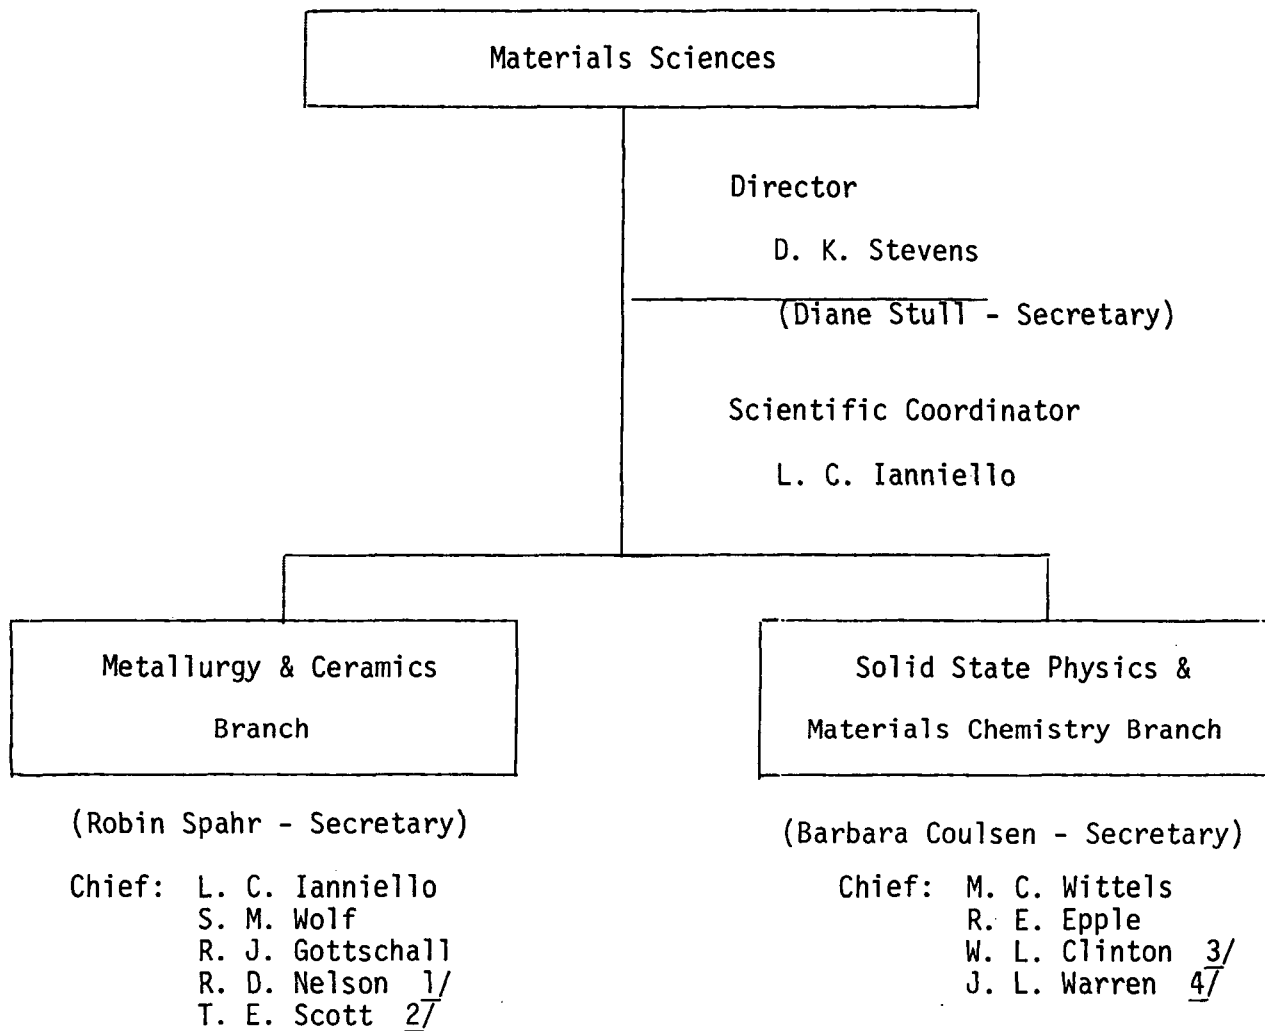 Materials Sciences
Director
D. K. Stevens
(Diane Stull - Secretary)
Scientific Coordinator
L. C. Ianniello
Metallurgy & Ceramics
Branch
(Robin Spahr - Secretary)
Chief: L. C. Ianniello
S. M. Wolf
R. J. Gottschall
R. D. Nelson 1/
T. E. Scott 2/
Solid State Physics &
Materials Chemistry Branch
(Barbara Coulsen - Secretary)
Chief: M. C. Wittels
R. E. Epple
W. L. Clinton 3/
J. L. Warren 4/